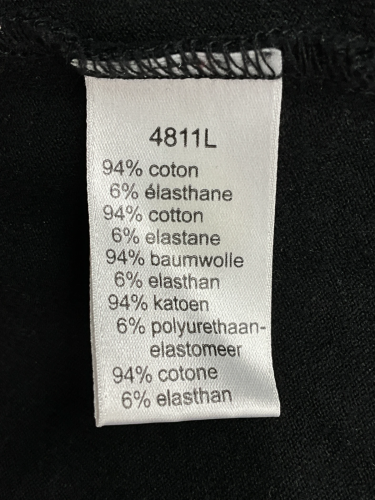 4811L
94% coton
6% élasthane
94% cotton
6% elastane
94% baumwolle
6% elasthan
94% katoen
6% polyurethaan-
elastomeer
94% cotone
6% elasthan